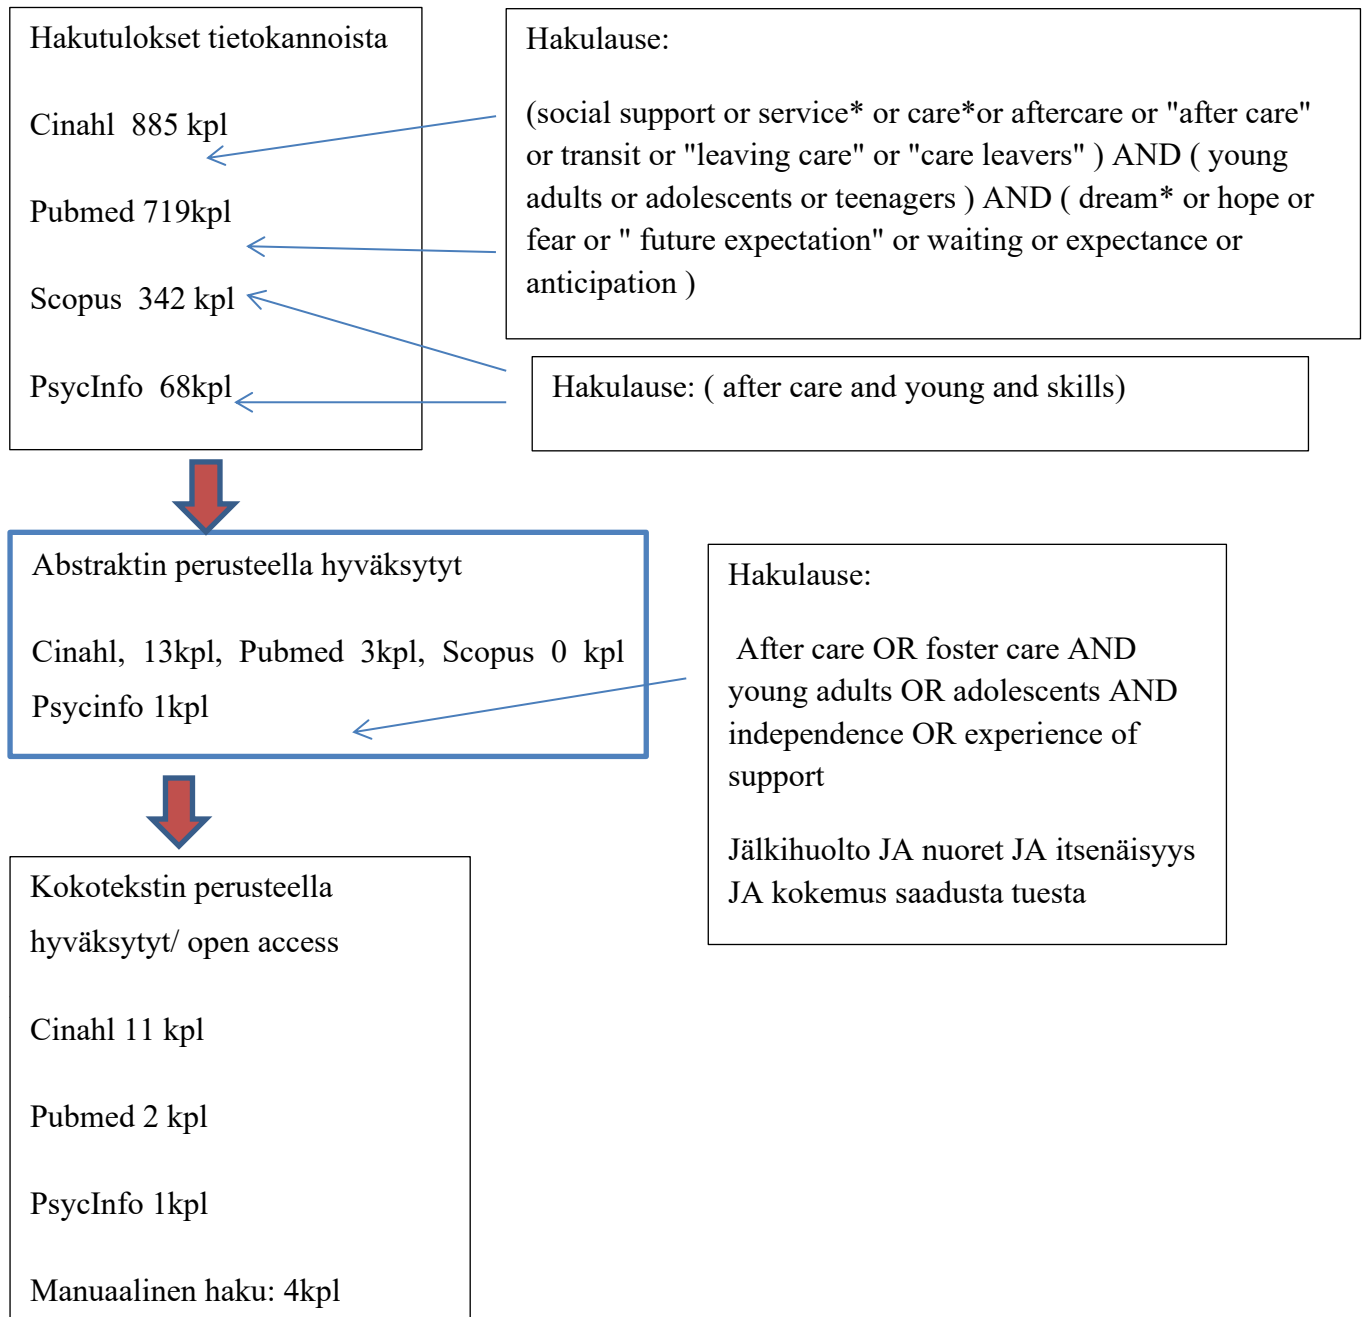 Hakutulokset tietokannoista
Cinahl 885 kpl
Pubmed 719kpl
Scopus 342 kpl
PsycInfo 68kpl
Hakulause:
(social support or service* or care*or aftercare or "after care"
or transit or "leaving care" or "care leavers" ) AND ( young
adults or adolescents or teenagers ) AND ( dream* or hope or
fear or " future expectation" or waiting or expectance or
anticipation )
Hakulause: ( after care and young and skills)
Abstraktin perusteella hyväksytyt
Cinahl, 13kpl, Pubmed 3kpl, Scopus 0 kpl
Psycinfo 1kpl
Hakulause:
After care OR foster care AND
young adults OR adolescents AND
independence OR experience of
support
Jälkihuolto JA nuoret JA itsenäisyys
JA kokemus saadusta tuesta
Kokotekstin perusteella
hyväksytyt/ open access
Cinahl 11 kpl
Pubmed 2 kpl
PsycInfo 1kpl
Manuaalinen haku: 4kpl